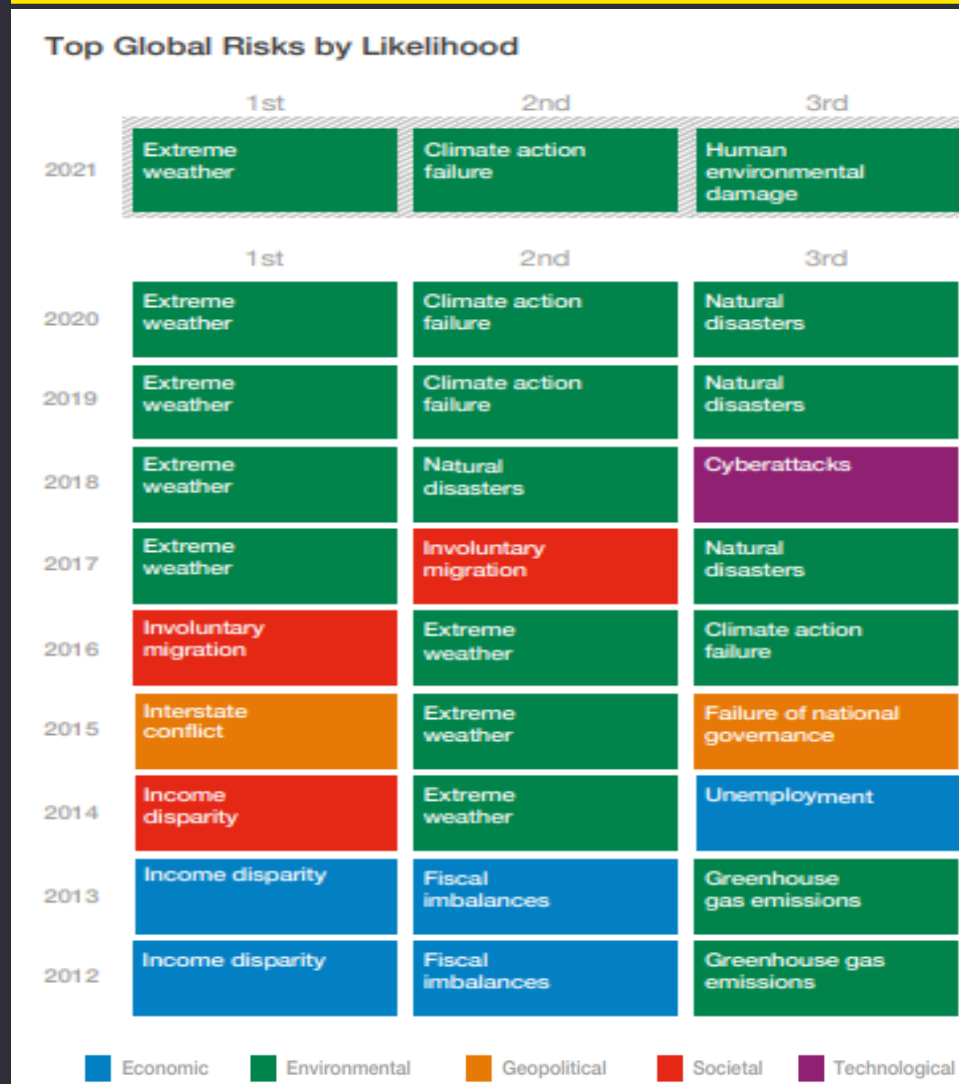 Top Global Risks by Likelihood
1st 2nd 3rd
2021
Extreme
weather
Climate action
failure
Human
environmental
damage
1st 2nd 3rd
2020
Extreme
weather
Climate action
failure
Natural
disasters
2019
Extreme
weather
Climate action
failure
Natural
disasters
2018
Extreme
weather
Natural
disasters
Cyberattacks
2017
Extreme
weather
Involuntary
migration
Natural
disasters
2016
Involuntary
migration
Extreme
weather
Climate action
failure
2015
Interstate
conflict
Extreme
weather
Failure of national
governance
2014
Income
disparity
Extreme
weather
Unemployment
2013
Income disparity
Fiscal
imbalances
Greenhouse
gas emissions
2012
Income disparity
Fiscal
imbalances
Greenhouse gas
emissions
Economic Environmental Geopolitical Societal Technological